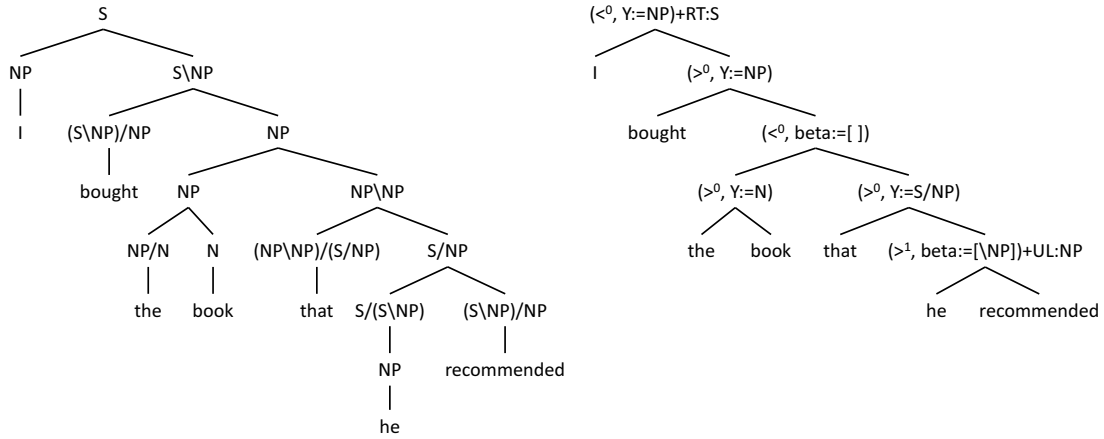 S (<⁰, Y:=NP)+RT:S
NP S\NP I (>⁰, Y:=NP)
I (S\NP)/NP NP bought (<⁰, beta:=[ ])
bought NP NP\NP (>⁰, Y:=N) (>⁰, Y:=S/NP)
NP/N N (NP\NP)/(S/NP) S/NP the book that (>¹, beta:=[\NP])+UL:NP
the book that S/(S\NP) (S\NP)/NP he recommended
NP recommended
he